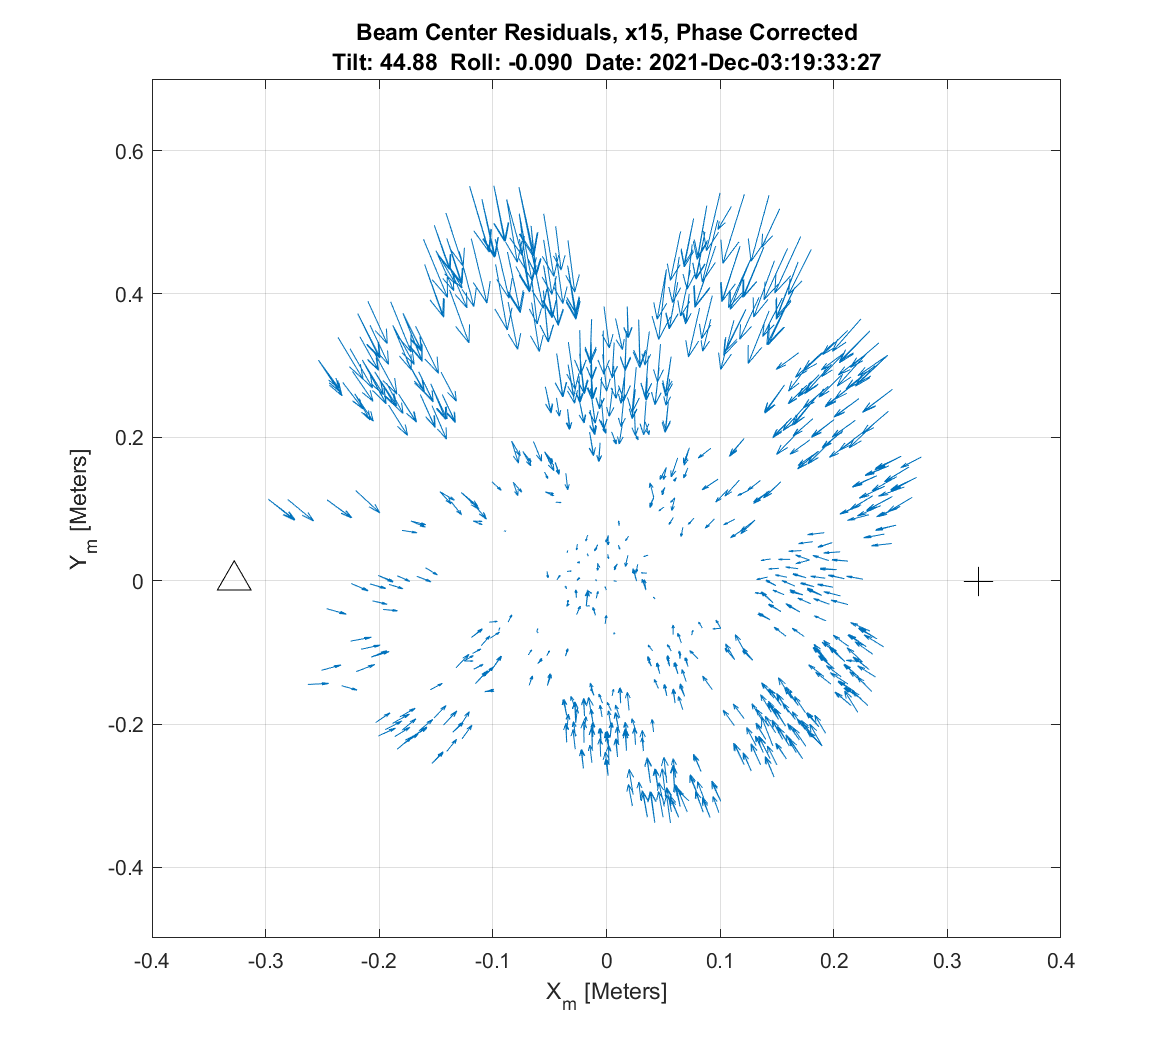 Beam Center Residuals, x15, Phase Corrected
Tilt: 44.88 Roll: -0.090 Date: 2021-Dec-03:19:33:27
0.6
0.4
0.2
0
-0.2
-0.4
Y_m [Meters]
-0.4 -0.3 -0.2 -0.1 0 0.1 0.2 0.3 0.4
X_m [Meters]